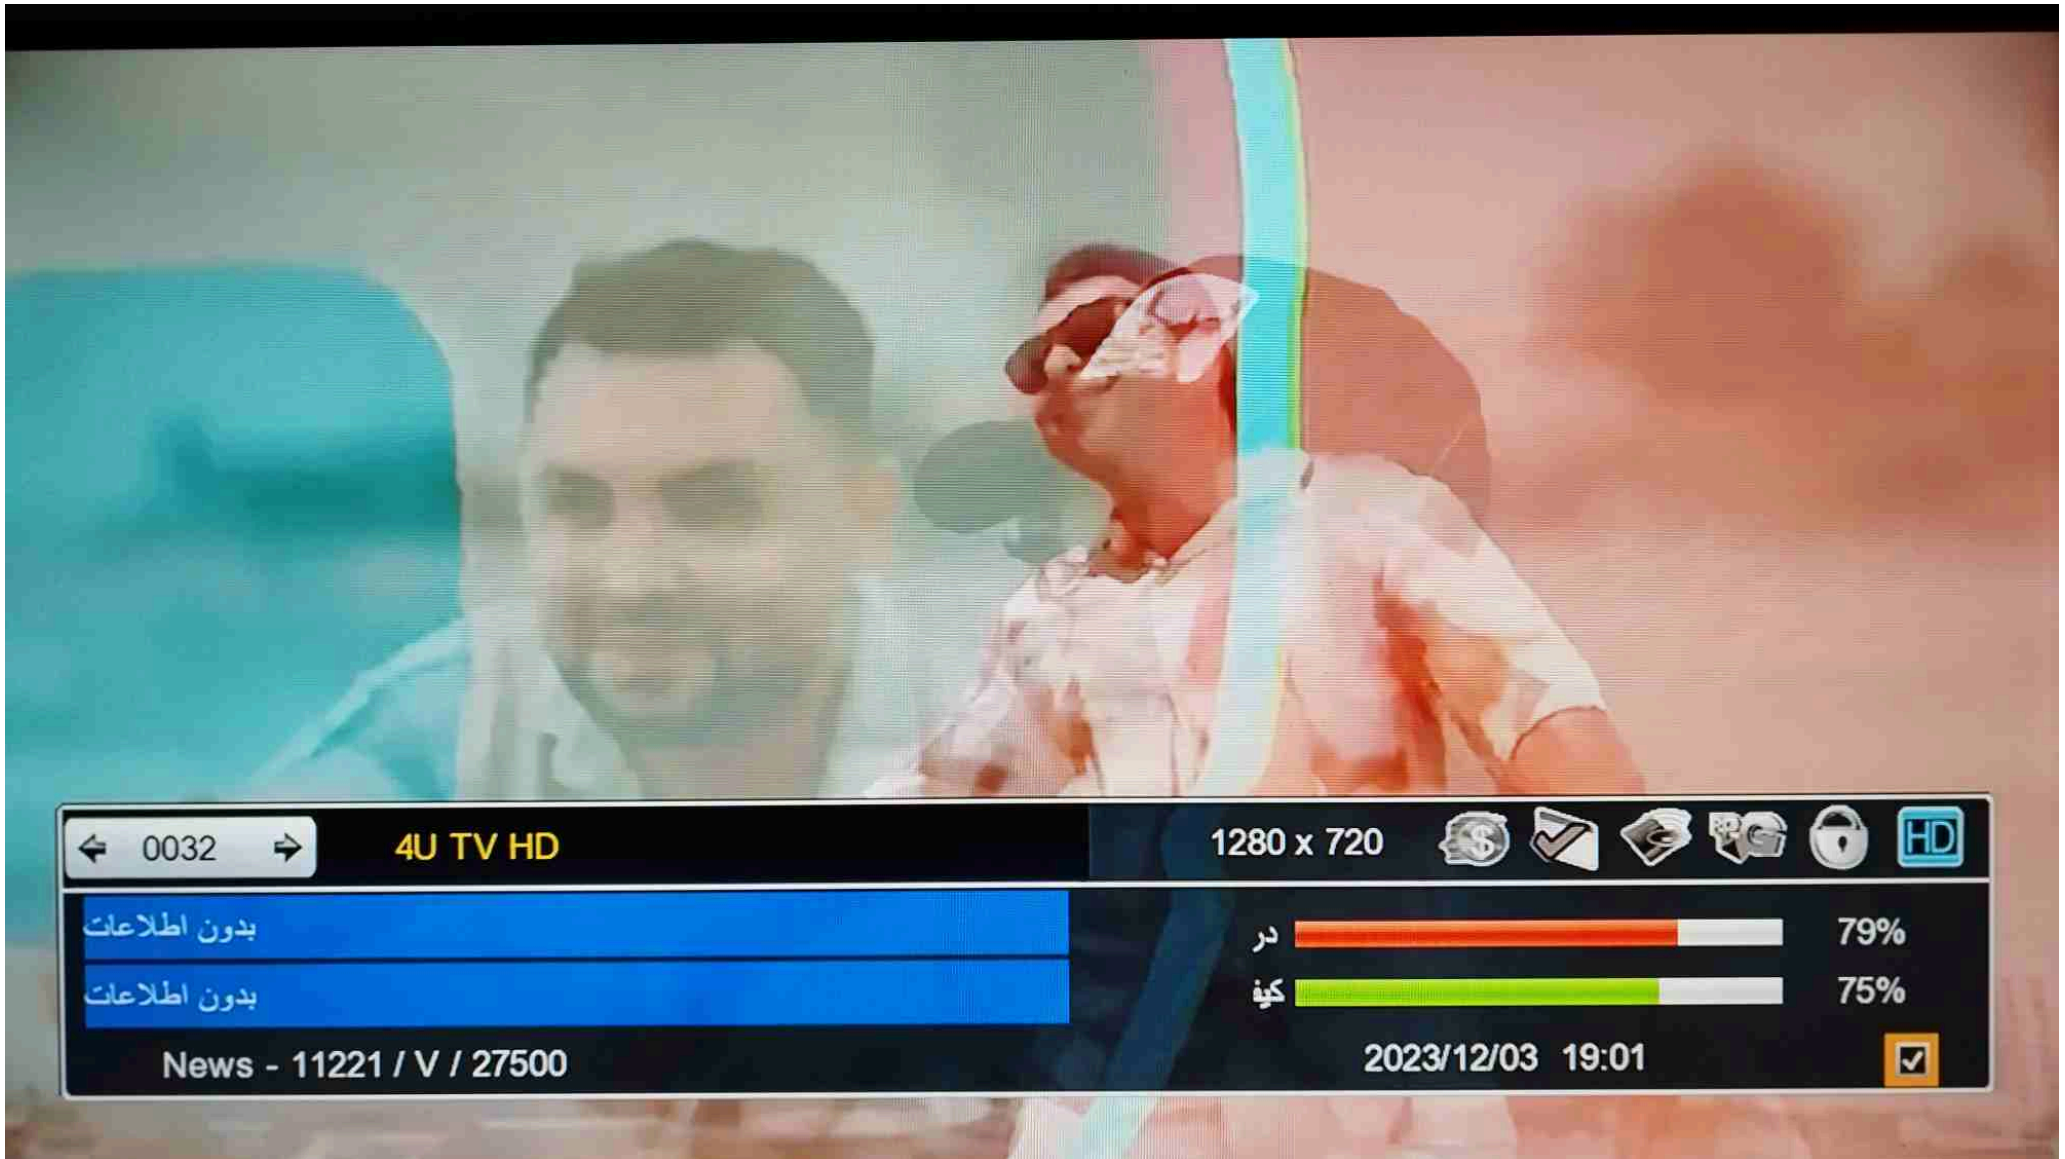 0032
4U TV HD
1280 x 720
HD
بدون اطلاعات
در
79%
بدون اطلاعات
کیف
75%
News - 11221 / V / 27500
2023/12/03 19:01